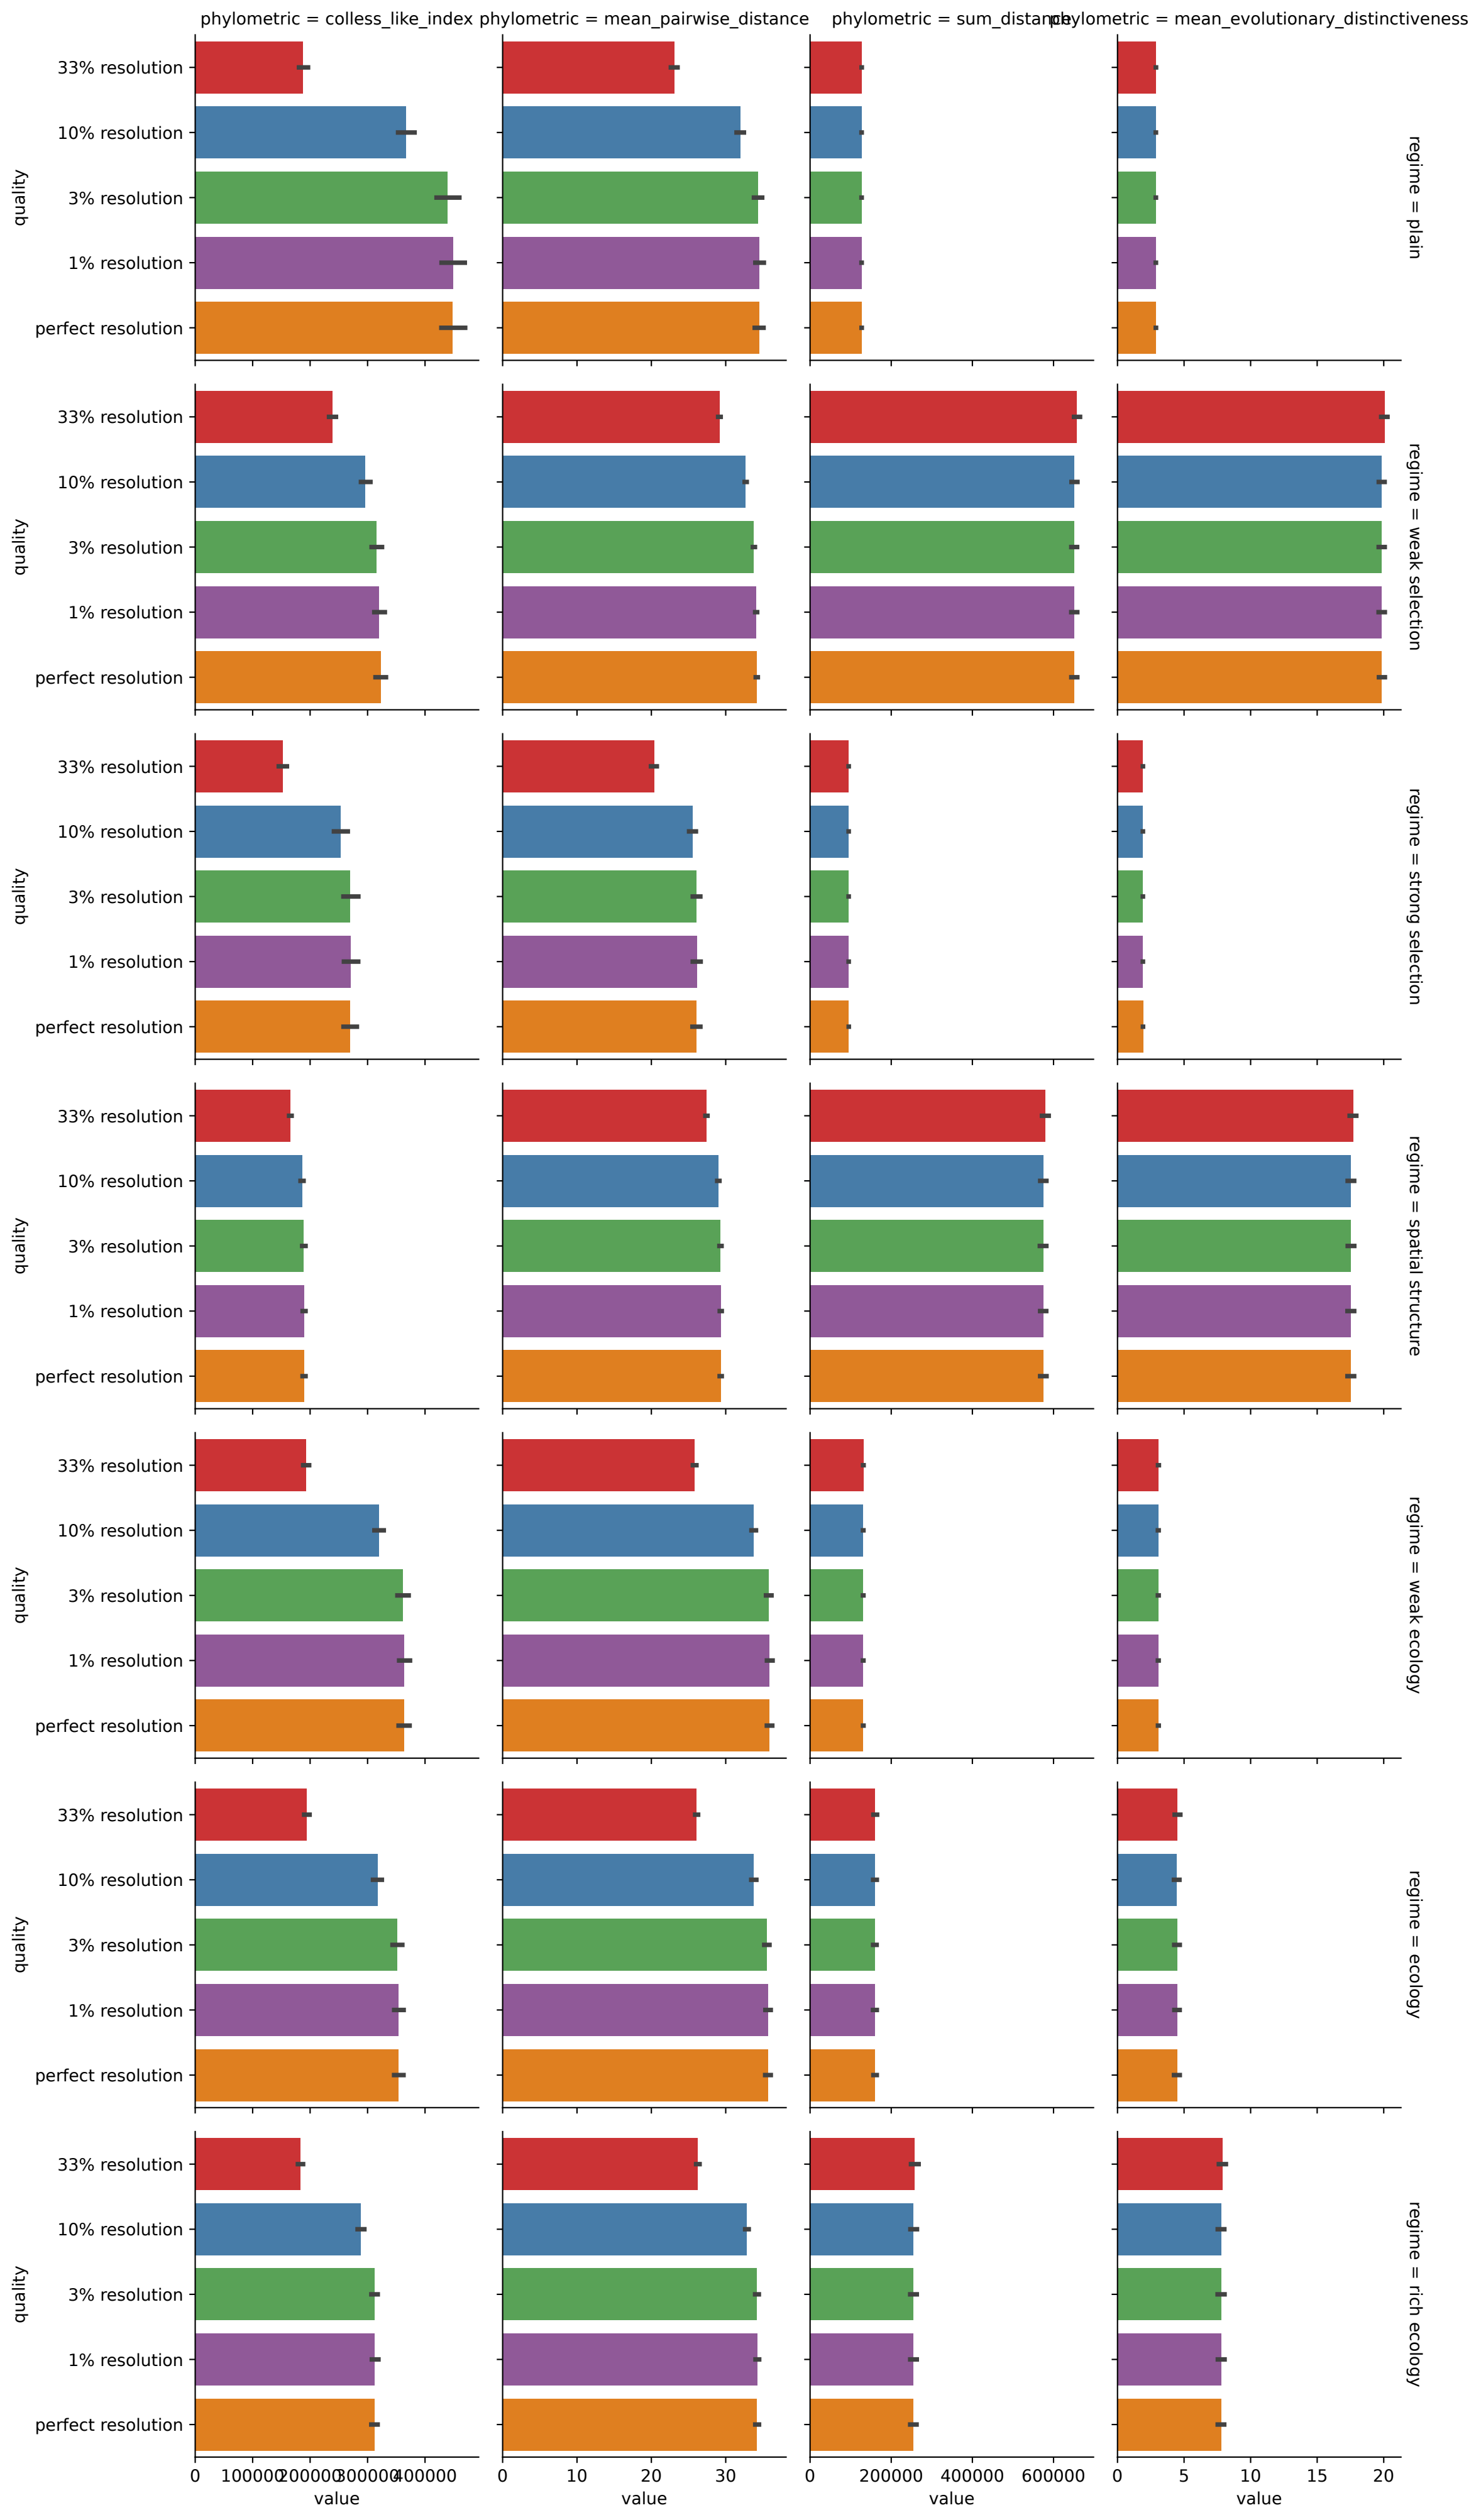 phylometric = colless_like_index
phylometric = mean_pairwise_distance
phylometric = sum_distance
phylometric = mean_evolutionary_distinctiveness
quality
33% resolution
10% resolution
3% resolution
1% resolution
perfect resolution
regime = plain
quality
33% resolution
10% resolution
3% resolution
1% resolution
perfect resolution
regime = weak selection
quality
33% resolution
10% resolution
3% resolution
1% resolution
perfect resolution
regime = strong selection
quality
33% resolution
10% resolution
3% resolution
1% resolution
perfect resolution
regime = spatial structure
quality
33% resolution
10% resolution
3% resolution
1% resolution
perfect resolution
regime = weak ecology
quality
33% resolution
10% resolution
3% resolution
1% resolution
perfect resolution
regime = ecology
quality
33% resolution
10% resolution
3% resolution
1% resolution
perfect resolution
regime = rich ecology
0 100000 200000 300000 400000
value
0 10 20 30
value
0 200000 400000 600000
value
0 5 10 15 20
value